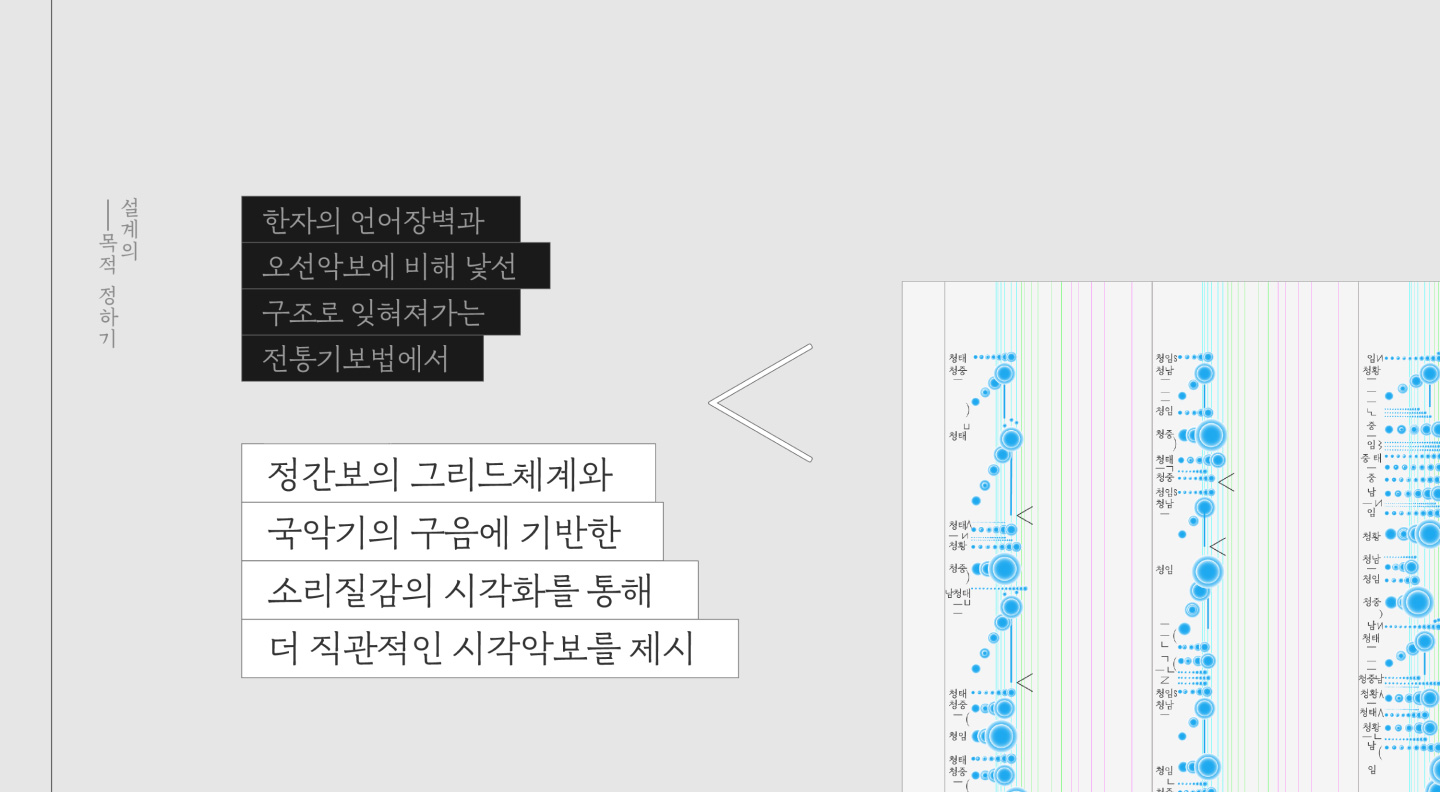 설계의
—목적 정하기
한자의 언어장벽과
오선악보에 비해 낯선
구조로 잊혀져가는
전통기보법에서
정간보의 그리드체계와
국악기의 구음에 기반한
소리질감의 시각화를 통해
더 직관적인 시각악보를 제시
청태
청중
청태
청태
청황
청중
남청태
청태
청중
청임
청태
청중
청임
청남
청임
청중
청태
청중
청임
청남
청임
청임
청남
청임
청중
임
청황
중
임
중 태
중
남
임
청황
청남
청임
청중
남
청태
청중남
청황
청태
청황
남
임